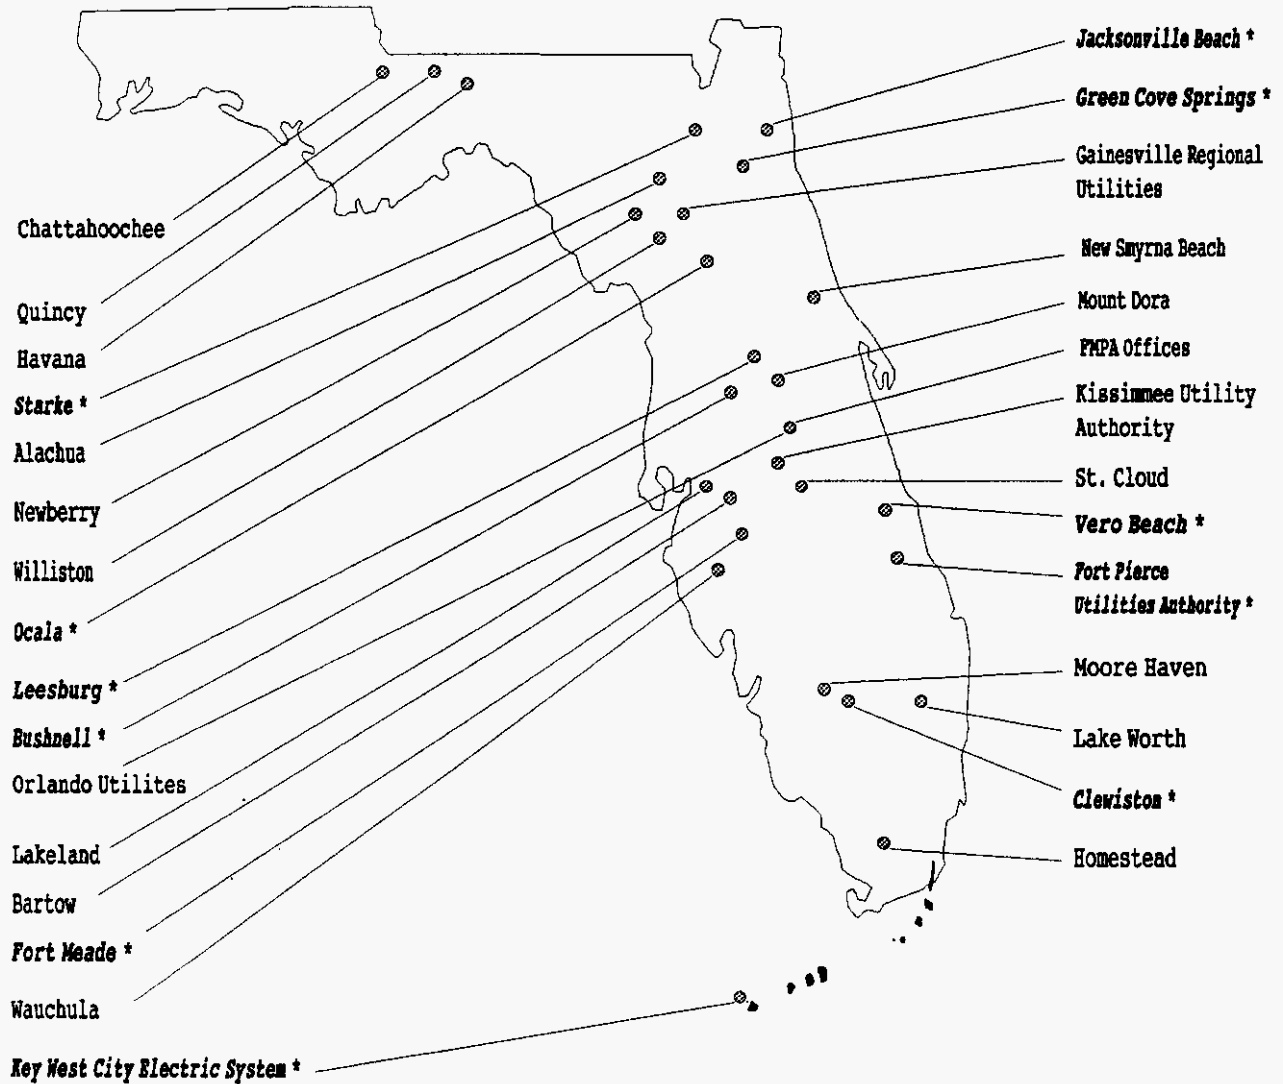 Chattahoochee
Quincy
Havana
Starke *
Alachua
Newberry
Williston
Ocala *
Leesburg *
Bushnell *
Orlando Utilites
Lakeland
Bartow
Fort Meade *
Wauchula
Key West City Electric System *
Jacksonville Beach *
Green Cove Springs *
Gainesville Regional
Utilities
New Smyrna Beach
Mount Dora
FMPA Offices
Kissimmee Utility
Authority
St. Cloud
Vero Beach *
Fort Pierce
Utilities Authority *
Moore Haven
Lake Worth
Clewiston *
Homestead